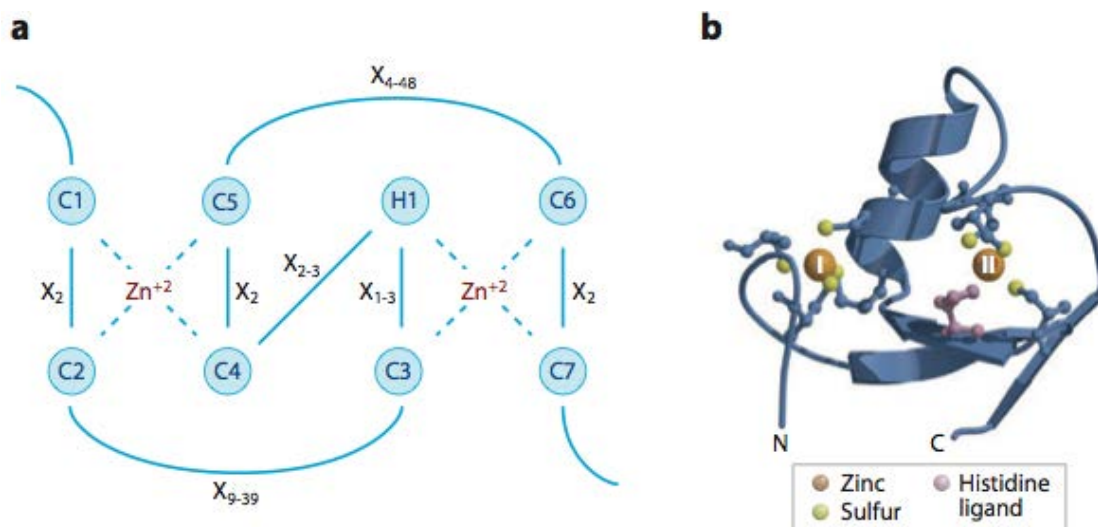 a
X4-48
C1
C5
H1
C6
X2
Zn+2
X2
X2-3
X1-3
Zn+2
X2
C2
C4
C3
C7
X9-39
b
I
II
N
C
Zinc
Sulfur
Histidine
ligand